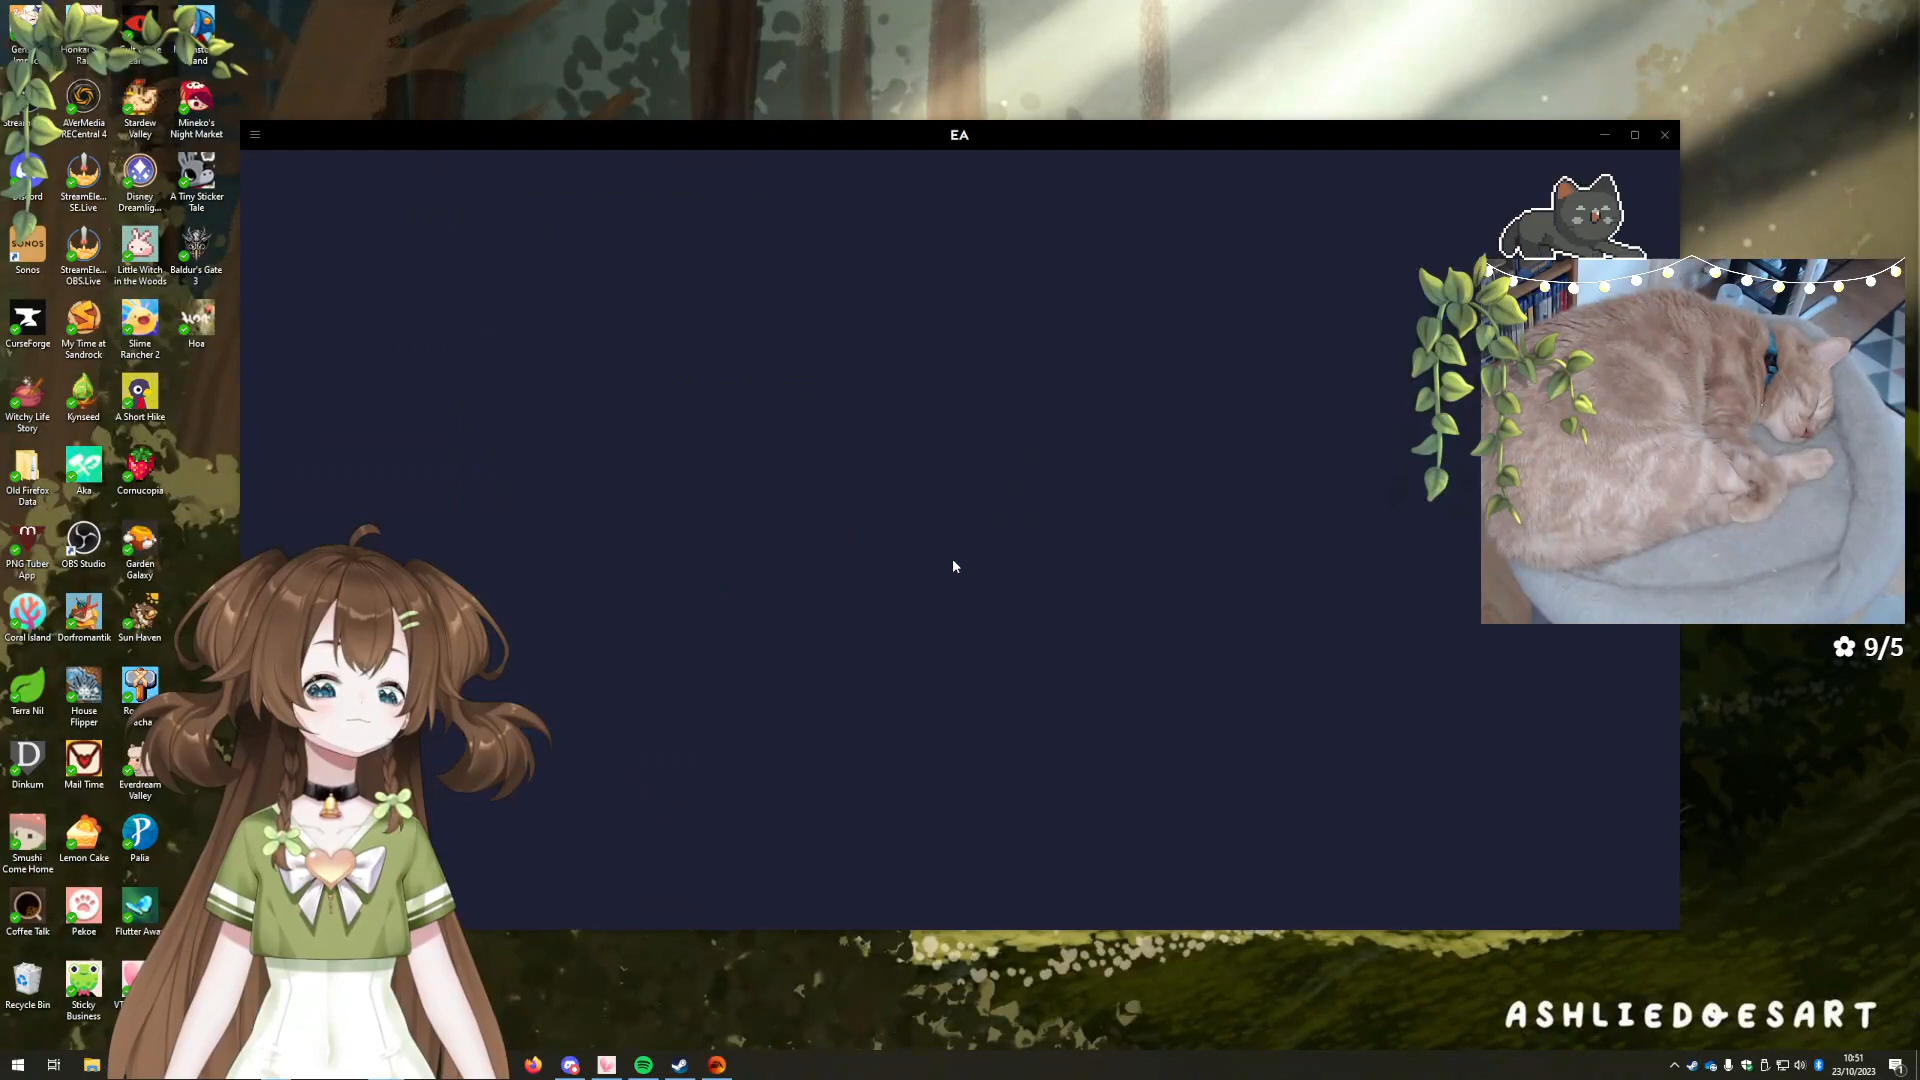 EA
AVerMedia
RECentral 4
Stardew
Valley
Mineko's
Night Market
StreamEle...
SE.Live
Disney
Dreamlig...
A Tiny Sticker
Tale
SONOS
Sonos
StreamEle...
OBS.Live
Little Witch
in the Woods
Baldur's Gate
3
CurseForge
My Time at
Sandrock
Slime
Rancher 2
Hoa
Witchy Life
Story
Kynseed
A Short Hike
Old Firefox
Data
Aka
Cornucopia
PNG Tuber
App
OBS Studio
Garden
Galaxy
Coral Island
Dorfromantik
Sun Haven
9/5
Terra Nil
House
Flipper
Dinkum
Mail Time
Everdream
Valley
Smushi
Come Home
Lemon Cake
Palia
Coffee Talk
Pekoe
Flutter Away
Recycle Bin
Sticky
Business
ASHLIEDOESART
10:51
23/10/2023